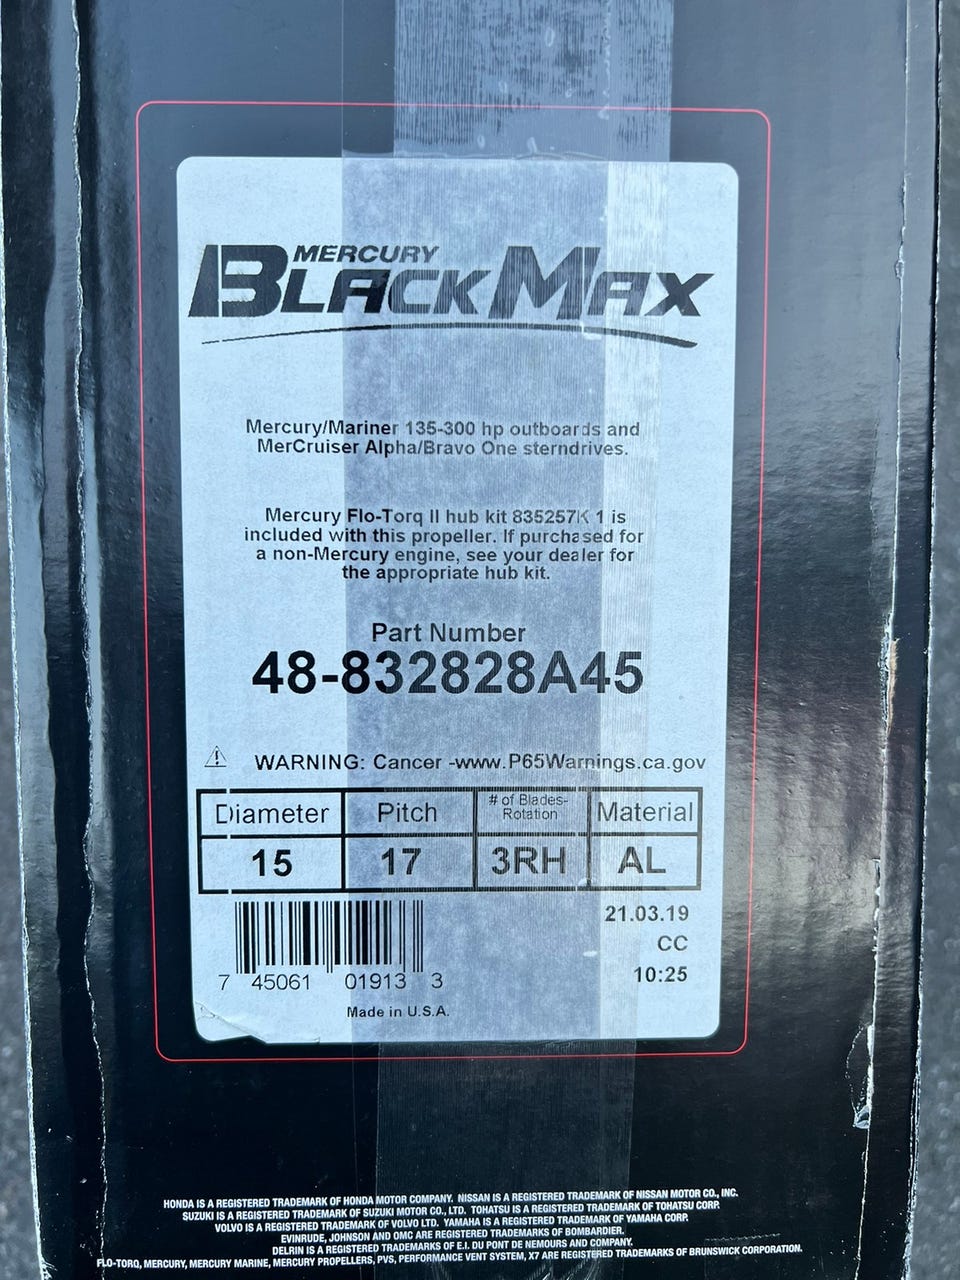 MERCURY
BLACKMAX
Mercury/Mariner 135-300 hp outboards and
MerCruiser Alpha/Bravo One sterndrives.
Mercury Flo-Torq II hub kit 835257K 1 is
included with this propeller. If purchased for
a non-Mercury engine, see your dealer for
the appropriate hub kit.
Part Number
48-832828A45
WARNING: Cancer -www.P65Warnings.ca.gov
Diameter Pitch # of Blades-Rotation Material
15 17 3RH AL
21.03.19
CC
10:25
7 45061 01913 3
Made in U.S.A.
HONDA IS A REGISTERED TRADEMARK OF HONDA MOTOR COMPANY. NISSAN IS A REGISTERED TRADEMARK OF NISSAN MOTOR CO., INC.
SUZUKI IS A REGISTERED TRADEMARK OF SUZUKI MOTOR CO., LTD. TOHATSU IS A REGISTERED TRADEMARK OF TOHATSU CORP.
VOLVO IS A REGISTERED TRADEMARK OF VOLVO LTD. YAMAHA IS A REGISTERED TRADEMARK OF YAMAHA CORP.
EVINRUDE, JOHNSON AND OMC ARE REGISTERED TRADEMARKS OF BOMBARDIER.
DELRIN IS A REGISTERED TRADEMARKS OF E.I. DU PONT DE NEMOURS AND COMPANY.
FLO-TORQ, MERCURY, MERCURY MARINE, MERCURY PROPELLERS, PVS, PERFORMANCE VENT SYSTEM, X7 ARE REGISTERED TRADEMARKS OF BRUNSWICK CORPORATION.